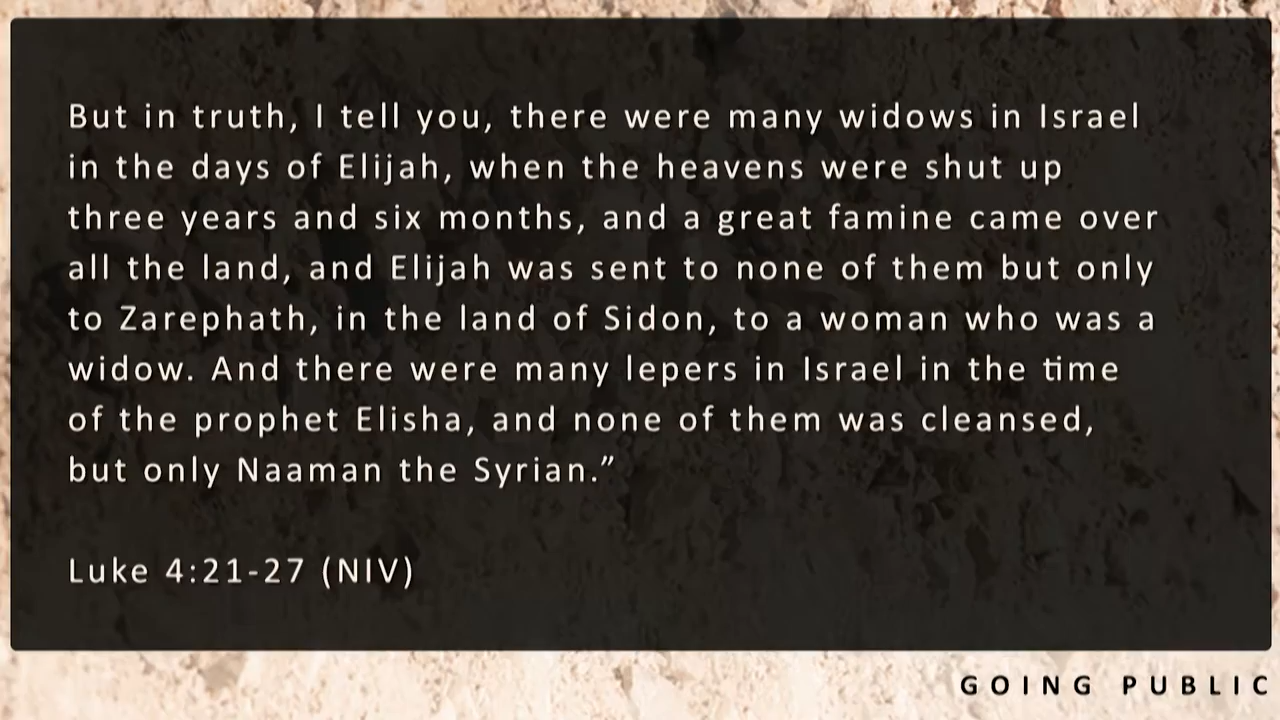 But in truth, I tell you, there were many widows in Israel
in the days of Elijah, when the heavens were shut up
three years and six months, and a great famine came over
all the land, and Elijah was sent to none of them but only
to Zarephath, in the land of Sidon, to a woman who was a
widow. And there were many lepers in Israel in the time
of the prophet Elisha, and none of them was cleansed,
but only Naaman the Syrian.”
Luke 4:21-27 (NIV)
GOING PUBLIC